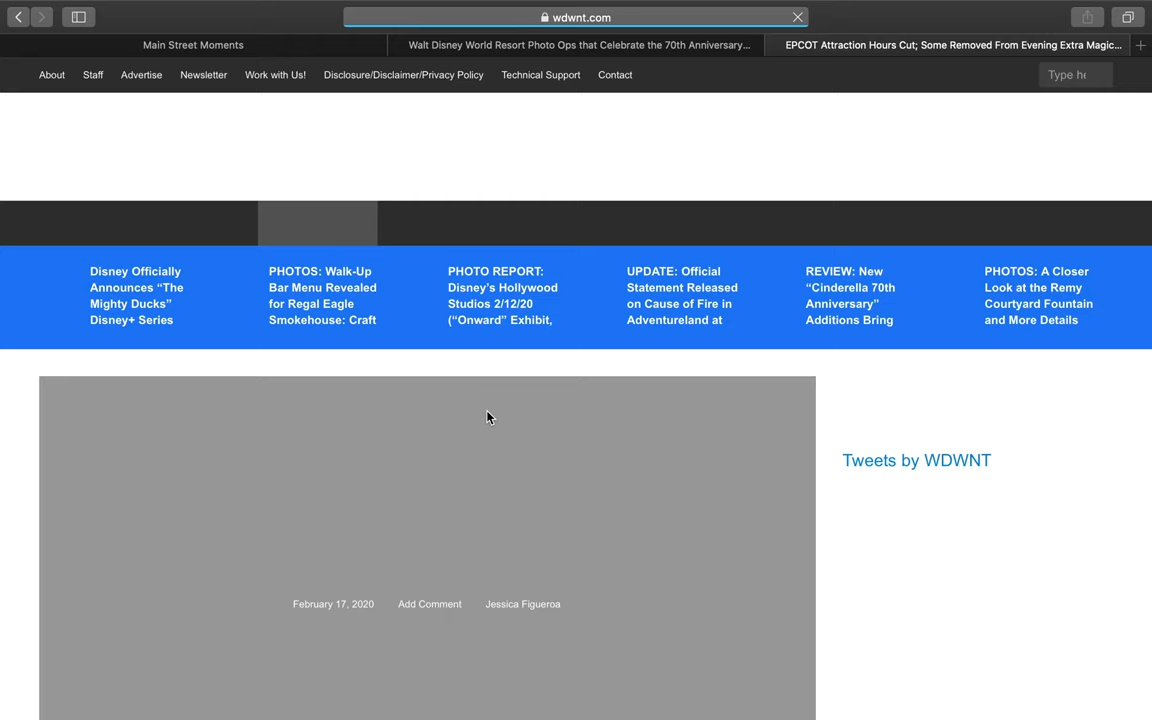 wdwnt.com
Main Street Moments
Walt Disney World Resort Photo Ops that Celebrate the 70th Anniversary...
EPCOT Attraction Hours Cut; Some Removed From Evening Extra Magic...
About Staff Advertise Newsletter Work with Us! Disclosure/Disclaimer/Privacy Policy Technical Support Contact
Type he
Disney Officially
Announces “The
Mighty Ducks”
Disney+ Series
PHOTOS: Walk-Up
Bar Menu Revealed
for Regal Eagle
Smokehouse: Craft
PHOTO REPORT:
Disney’s Hollywood
Studios 2/12/20
(“Onward” Exhibit,
UPDATE: Official
Statement Released
on Cause of Fire in
Adventureland at
REVIEW: New
“Cinderella 70th
Anniversary”
Additions Bring
PHOTOS: A Closer
Look at the Remy
Courtyard Fountain
and More Details
Tweets by WDWNT
February 17, 2020 Add Comment Jessica Figueroa